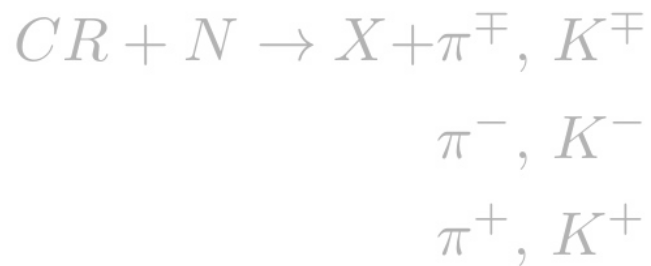 CR + N → X + π^∓, K^∓
π^−, K^−
π^+, K^+